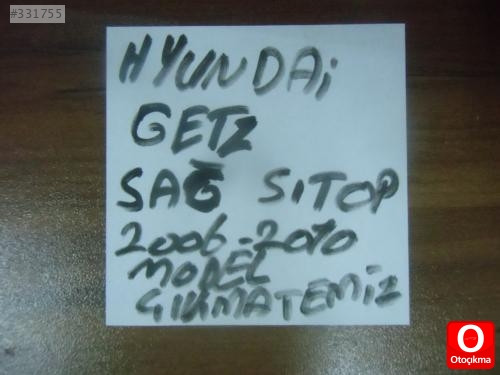 #331755
HYUNDAİ
GETZ
SAĞ SITOP
2006-2010
MODEL
ÇIKMATEMİZ
O
Otoçıkma